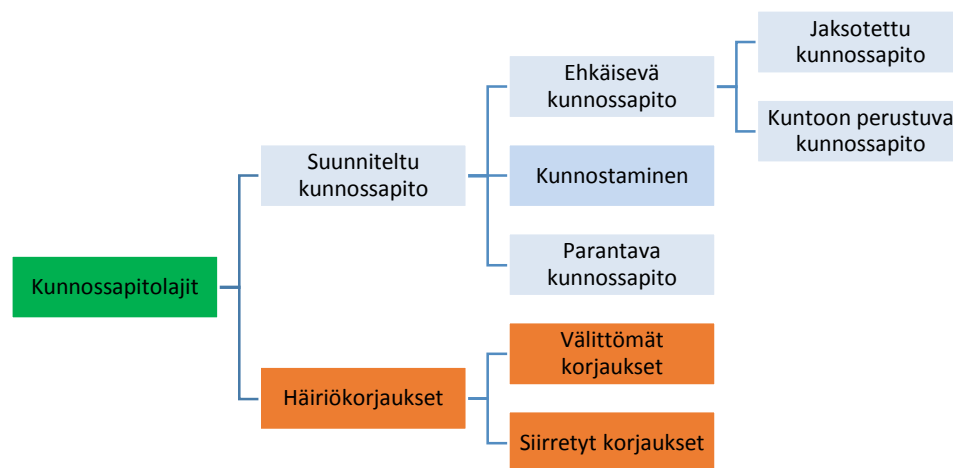 Jaksotettu
kunnossapito
Ehkäisevä
kunnossapito
Kuntoon perustuva
kunnossapito
Suunniteltu
kunnossapito
Kunnostaminen
Parantava
kunnossapito
Kunnossapitolajit
Välittömät
korjaukset
Häiriökorjaukset
Siirretyt korjaukset